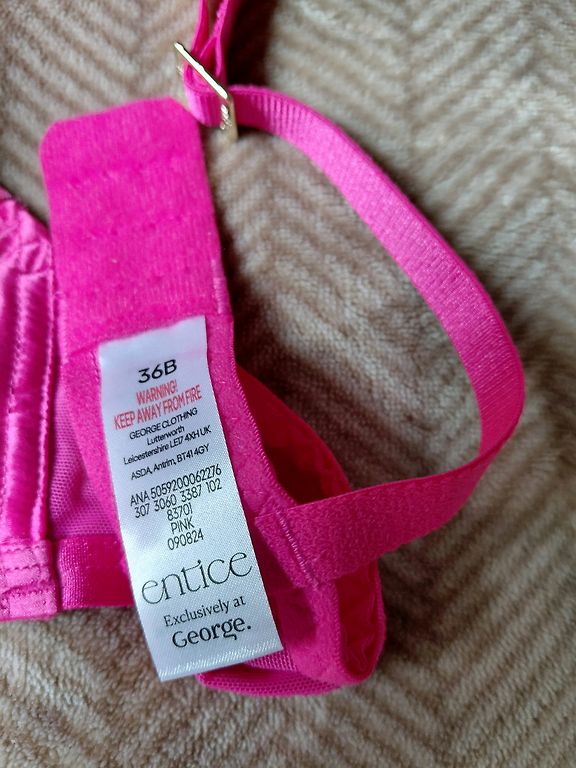 36B
WARNING!
KEEP AWAY FROM FIRE
GEORGE CLOTHING
Lutterworth
Leicestershire LE17 4XH UK
ASDA, Antrim, BT41 4GY
ANA 5059200062276
307 3060 3387 102
83701
PINK
090824
entice
Exclusively at
George.